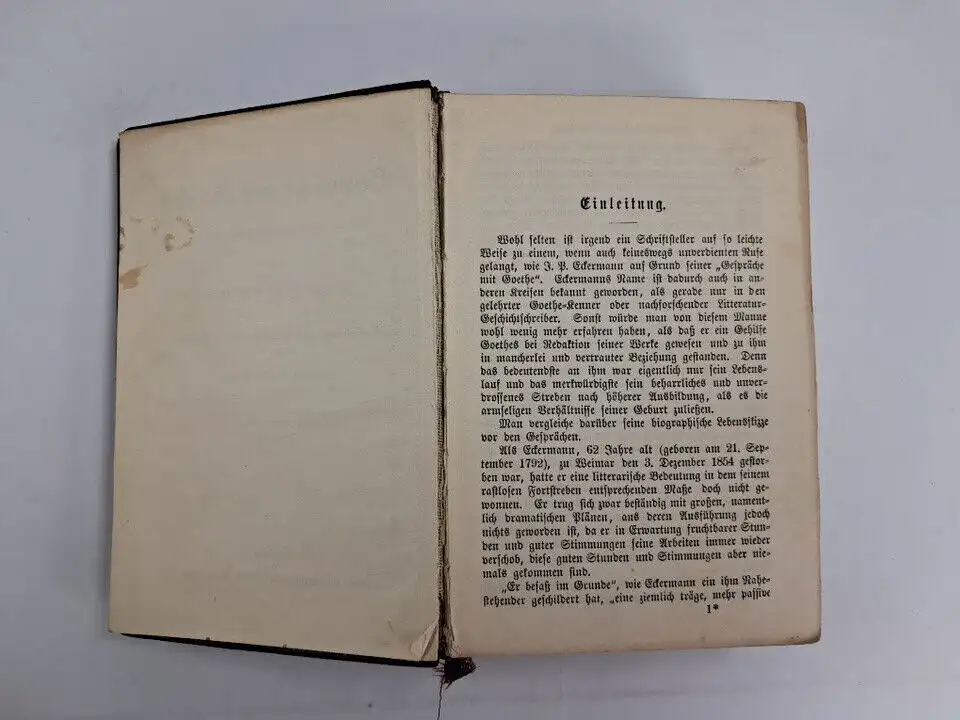 Einleitung.
Wohl selten ist irgend ein Schriftsteller auf so leichte
Weise zu einem, wenn auch keineswegs unverdienten Rufe
gelangt, wie J. P. Eckermann auf Grund seiner „Gespräche
mit Goethe“. Eckermanns Name ist dadurch auch in an-
deren Kreisen bekannt geworden, als gerade nur in den
gelehrter Goethe-Kenner oder nachforschender Litteratur-
Geschichtschreiber. Sonst würde man von diesem Manne
wohl wenig mehr erfahren haben, als daß er ein Gehilfe
Goethes bei Redaktion seiner Werke gewesen und zu ihm
in mancherlei und vertrauter Beziehung gestanden. Denn
das bedeutendste an ihm war eigentlich nur sein Lebens-
lauf und das merkwürdigste sein beharrliches und unver-
drossenes Streben nach höherer Ausbildung, als es die
armseligen Verhältnisse seiner Geburt zuließen.
Man vergleiche darüber seine biographische Lebensskizze
vor den Gesprächen.
Als Eckermann, 62 Jahre alt (geboren am 21. Sep-
tember 1792), zu Weimar den 3. Dezember 1854 gestor-
ben war, hatte er eine litterarische Bedeutung in dem seinem
rastlosen Fortstreben entsprechenden Maße doch nicht ge-
wonnen. Er trug sich zwar beständig mit großen, nament-
lich dramatischen Plänen, aus deren Ausführung jedoch
nichts geworden ist, da er in Erwartung fruchtbarer Stun-
den und guter Stimmungen seine Arbeiten immer wieder
verschob, diese guten Stunden und Stimmungen aber nie-
mals gekommen sind.
„Er besaß im Grunde“, wie Eckermann ein ihm Nahe-
stehender geschildert hat, „eine ziemlich träge, mehr passive
1*